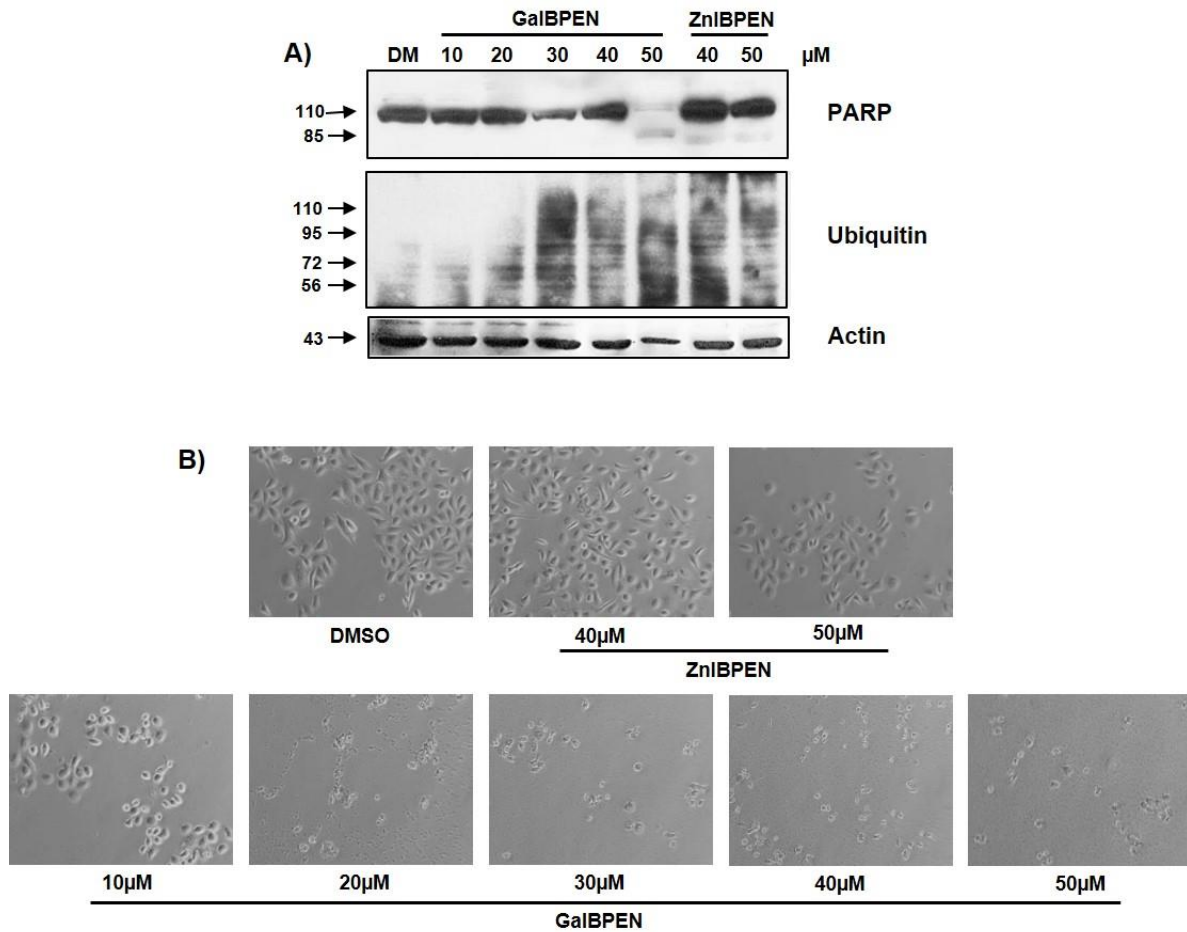 GaIBPEN ZnIBPEN
A) DM 10 20 30 40 50 40 50 µM
110 PARP
85
110
95 Ubiquitin
72
56
43 Actin
B)
DMSO 40µM 50µM
ZnIBPEN
10µM 20µM 30µM 40µM 50µM
GaIBPEN